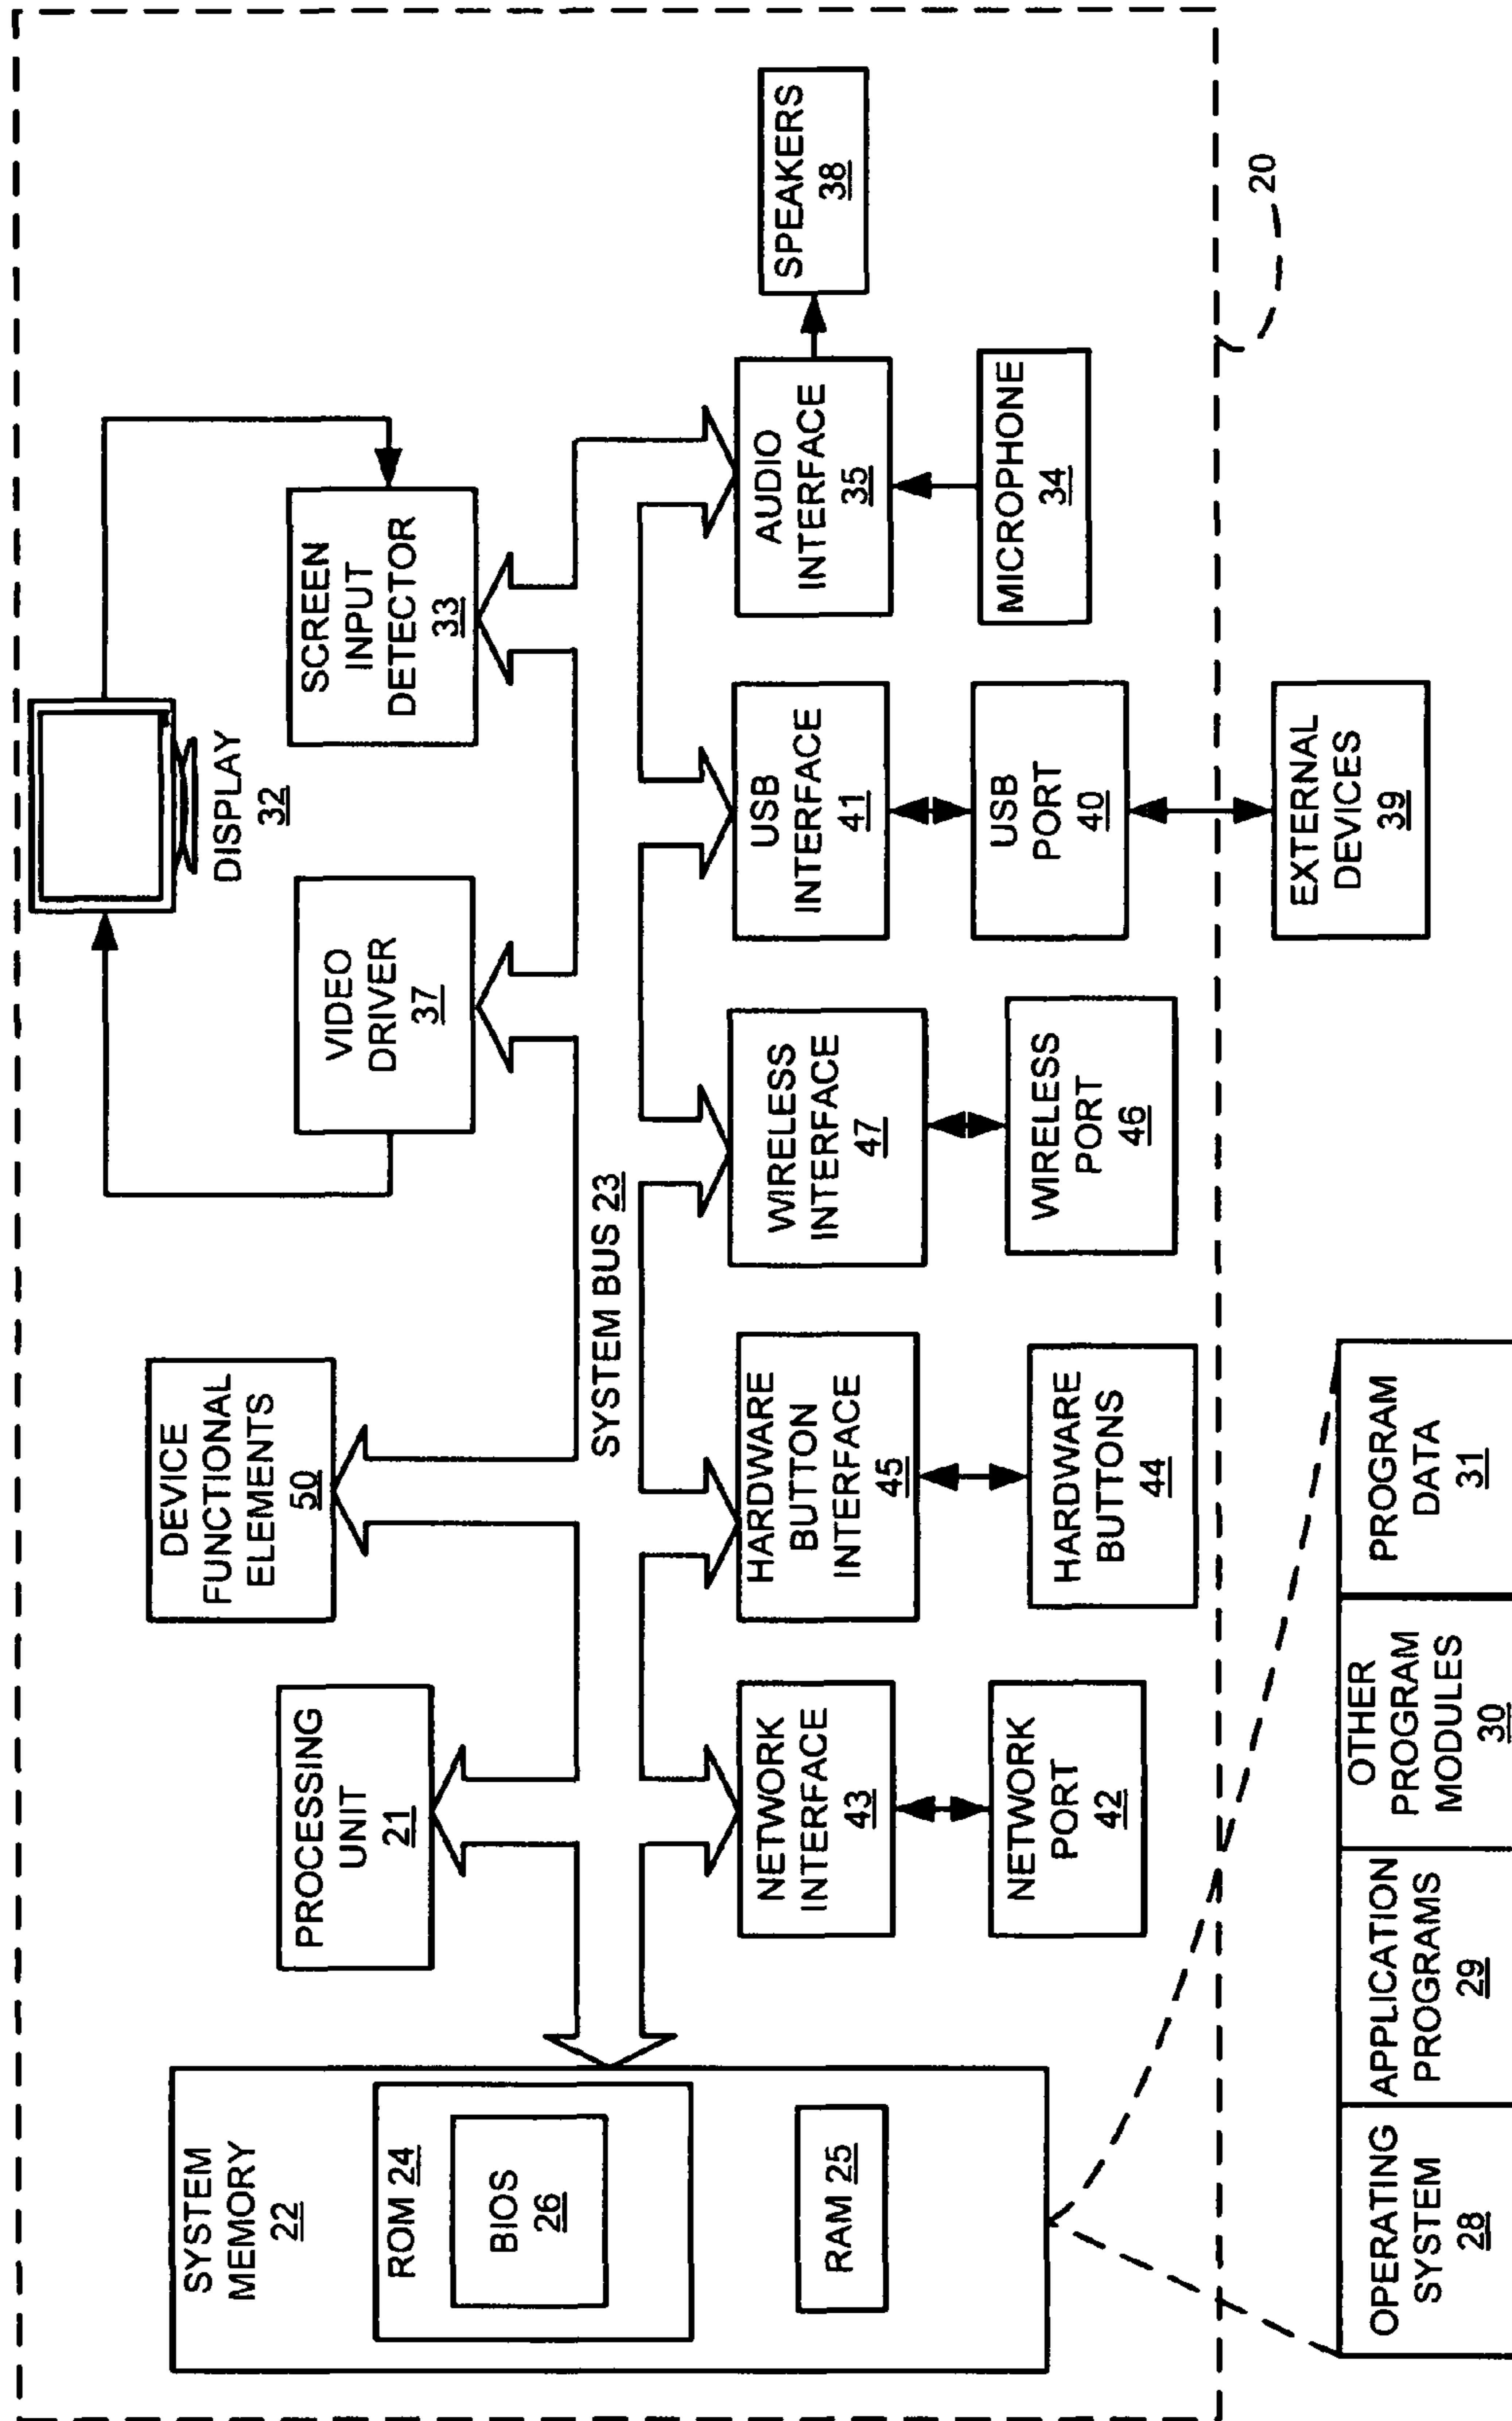 SYSTEM
MEMORY
22
ROM 24
BIOS
26
RAM 25
PROCESSING
UNIT
21
DEVICE
FUNCTIONAL
ELEMENTS
50
VIDEO
DRIVER
37
DISPLAY
32
SCREEN
INPUT
DETECTOR
33
SYSTEM BUS 23
NETWORK
INTERFACE
43
HARDWARE
BUTTON
INTERFACE
45
WIRELESS
INTERFACE
47
USB
INTERFACE
41
AUDIO
INTERFACE
35
SPEAKERS
38
NETWORK
PORT
42
HARDWARE
BUTTONS
44
WIRELESS
PORT
46
USB
PORT
40
MICROPHONE
34
20
EXTERNAL
DEVICES
39
OPERATING
SYSTEM
28
APPLICATION
PROGRAMS
29
OTHER
PROGRAM
MODULES
30
PROGRAM
DATA
31